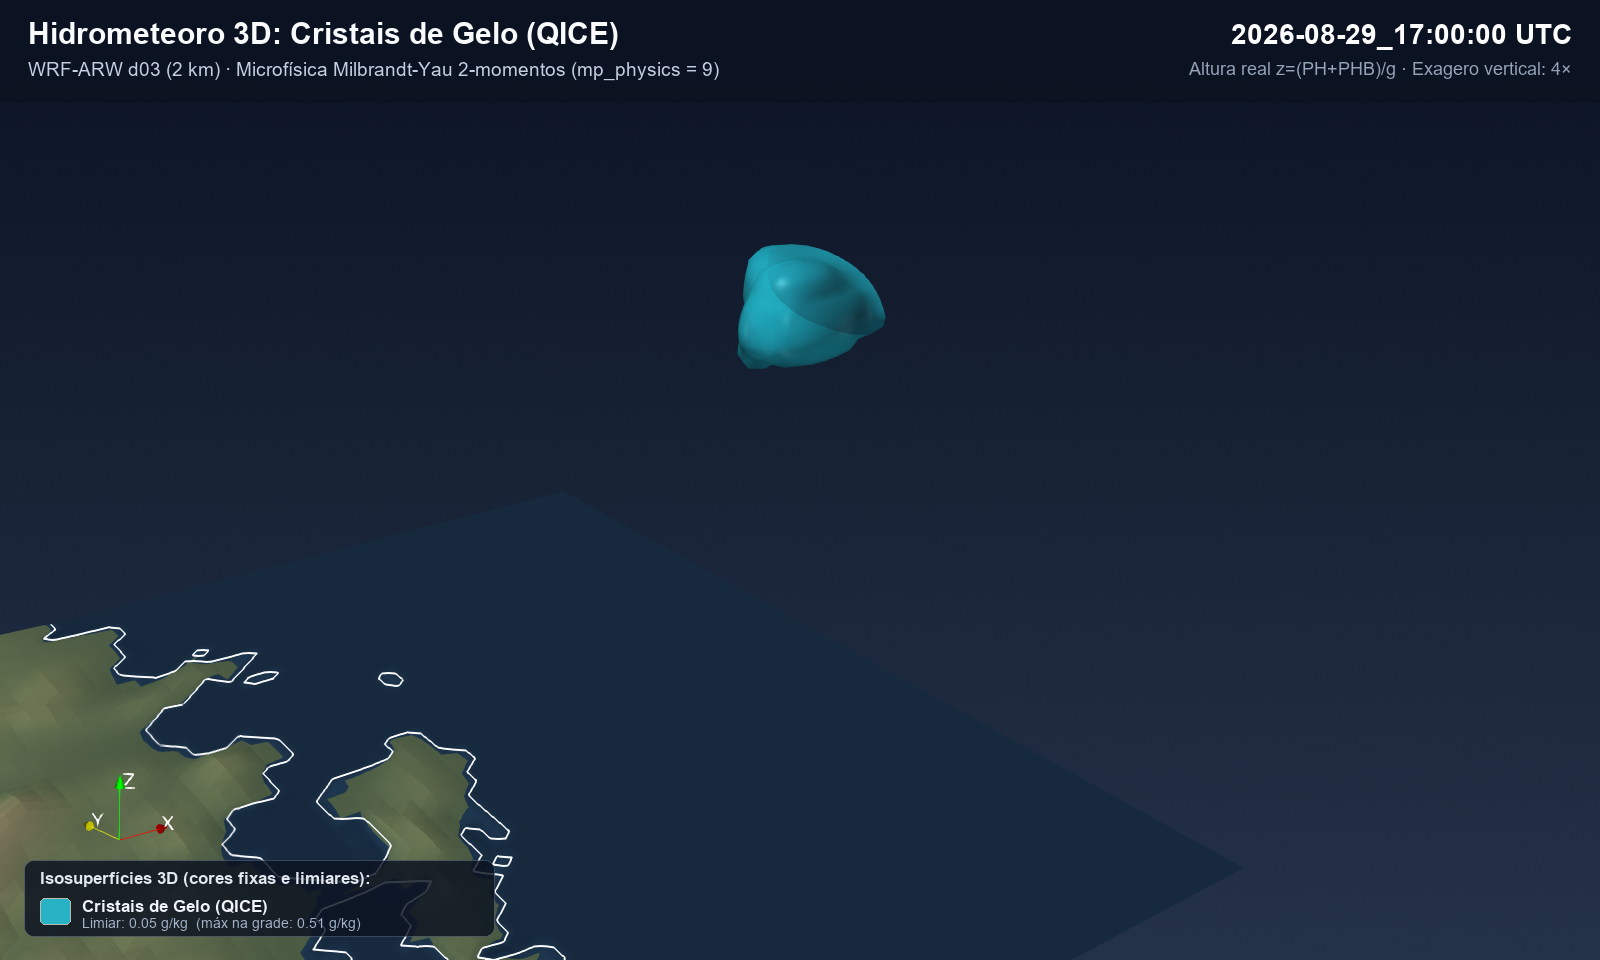 Hidrometeoro 3D: Cristais de Gelo (QICE)
2026-08-29_17:00:00 UTC
WRF-ARW d03 (2 km) · Microfísica Milbrandt-Yau 2-momentos (mp_physics = 9)
Altura real z=(PH+PHB)/g · Exagero vertical: 4×
Z
Y
X
Isosuperfícies 3D (cores fixas e limiares):
Cristais de Gelo (QICE)
Limiar: 0.05 g/kg (máx na grade: 0.51 g/kg)